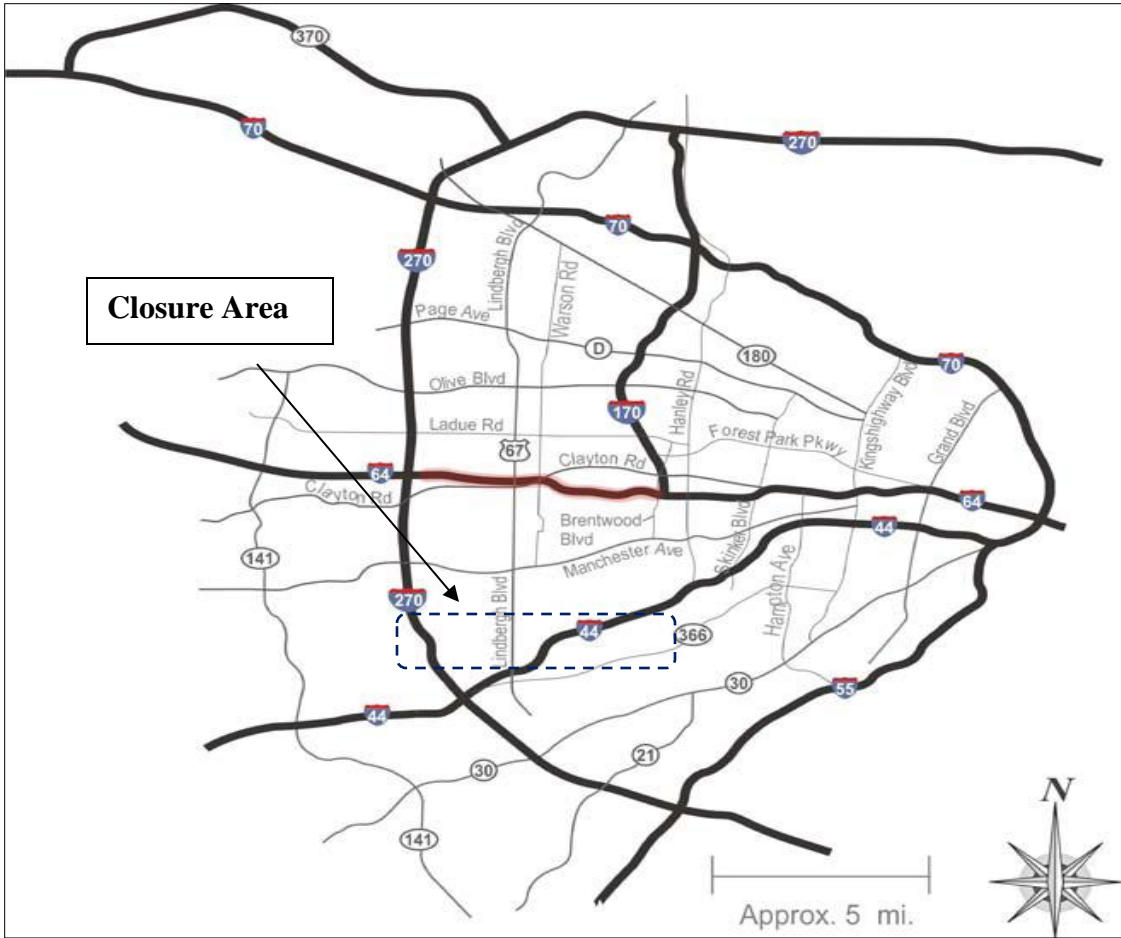 370
70
270
Lindbergh Blvd
70
270
Warson Rd
Closure Area
Page Ave
D
180
Hanley Rd
70
Kingshighway Blvd
Olive Blvd
170
Grand Blvd
Ladue Rd
Forest Park Pkwy
67
Clayton Rd
64
Clayton Rd
64
Brentwood
Blvd
44
Skinker Blvd
141
Manchester Ave
Hampton Ave
270
Lindbergh Blvd
44
366
30
55
44
21
30
141
N
Approx. 5 mi.